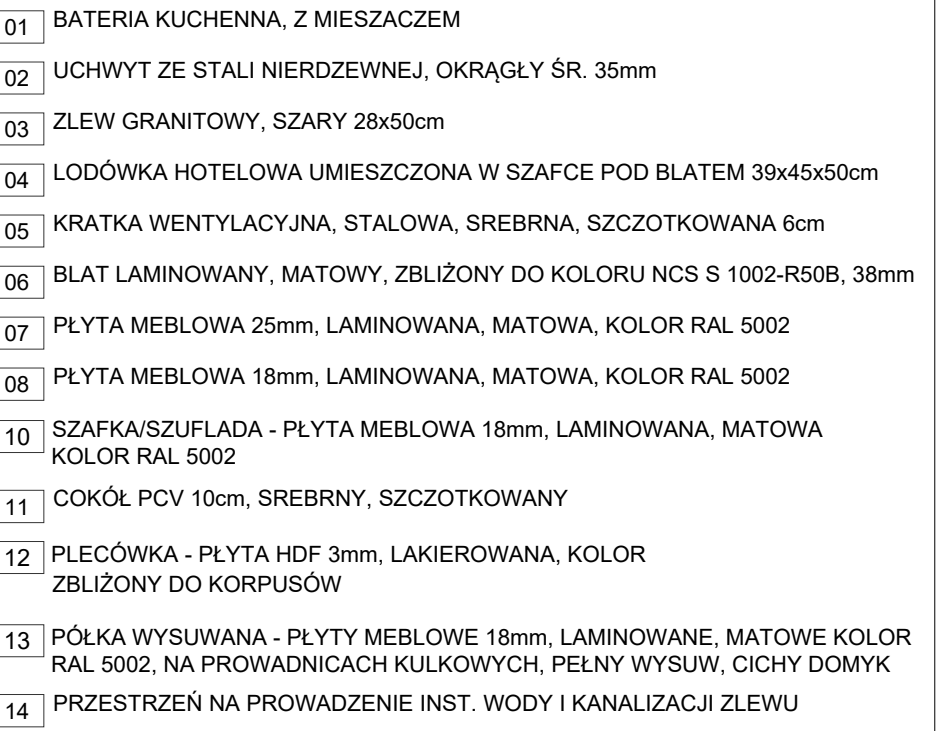 01 BATERIA KUCHENNA, Z MIESZACZEM
02 UCHWYT ZE STALI NIERDZEWNEJ, OKRĄGŁY ŚR. 35mm
03 ZLEW GRANITOWY, SZARY 28x50cm
04 LODÓWKA HOTELOWA UMIESZCZONA W SZAFCE POD BLATEM 39x45x50cm
05 KRATKA WENTYLACYJNA, STALOWA, SREBRNA, SZCZOTKOWANA 6cm
06 BLAT LAMINOWANY, MATOWY, ZBLIŻONY DO KOLORU NCS S 1002-R50B, 38mm
07 PŁYTA MEBLOWA 25mm, LAMINOWANA, MATOWA, KOLOR RAL 5002
08 PŁYTA MEBLOWA 18mm, LAMINOWANA, MATOWA, KOLOR RAL 5002
10 SZAFKA/SZUFLADA - PŁYTA MEBLOWA 18mm, LAMINOWANA, MATOWA
KOLOR RAL 5002
11 COKÓŁ PCV 10cm, SREBRNY, SZCZOTKOWANY
12 PLECÓWKA - PŁYTA HDF 3mm, LAKIEROWANA, KOLOR
ZBLIŻONY DO KORPUSÓW
13 PÓŁKA WYSUWANA - PŁYTY MEBLOWE 18mm, LAMINOWANE, MATOWE KOLOR
RAL 5002, NA PROWADNICACH KULKOWYCH, PEŁNY WYSUW, CICHY DOMYK
14 PRZESTRZEŃ NA PROWADZENIE INST. WODY I KANALIZACJI ZLEWU